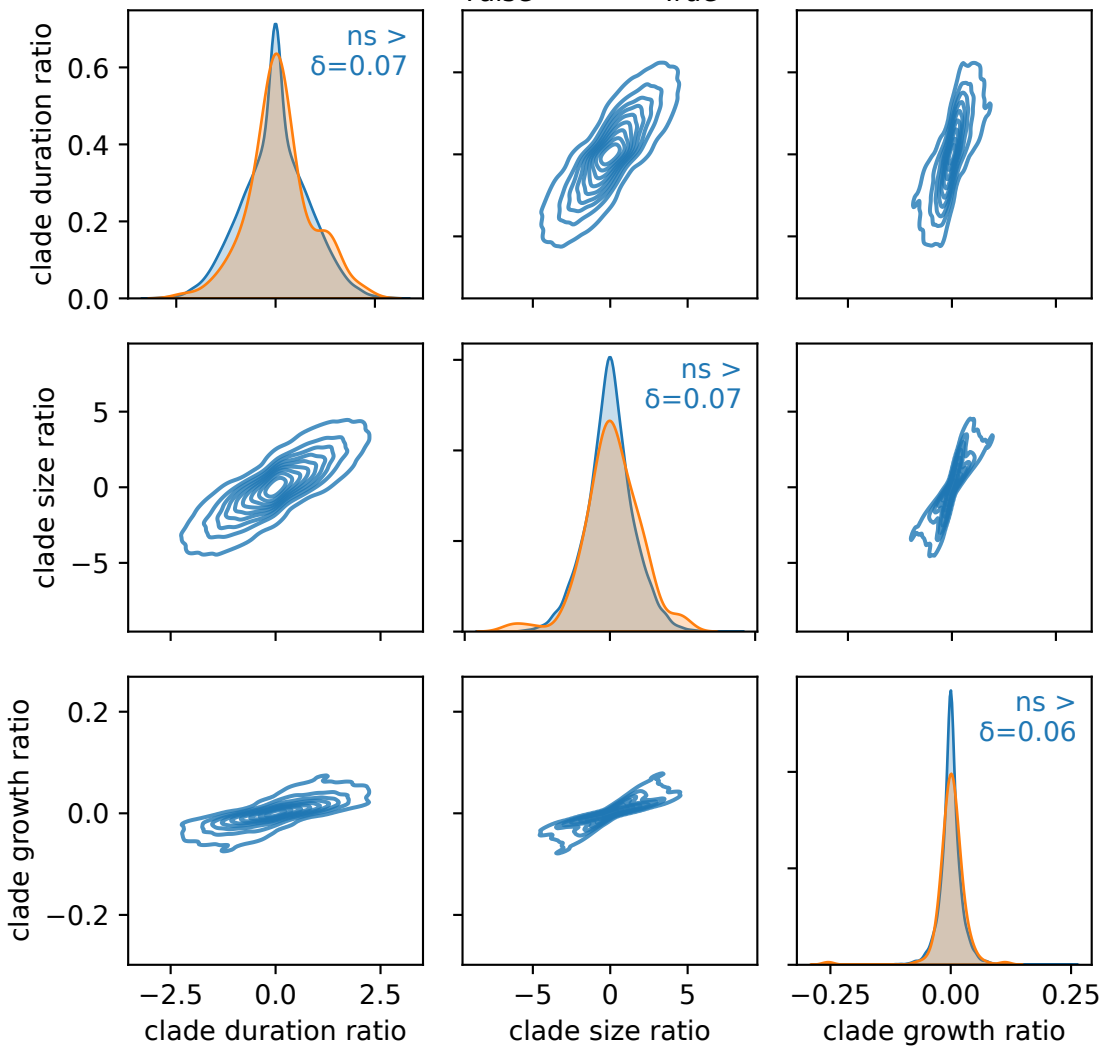 ns >
δ=0.07
clade duration ratio
0.6
0.4
0.2
0.0
ns >
δ=0.07
clade size ratio
5
0
−5
ns >
δ=0.06
clade growth ratio
0.2
0.0
−0.2
−2.5 0.0 2.5
0 5
−0.25 0.00 0.25
clade duration ratio
clade size ratio
clade growth ratio